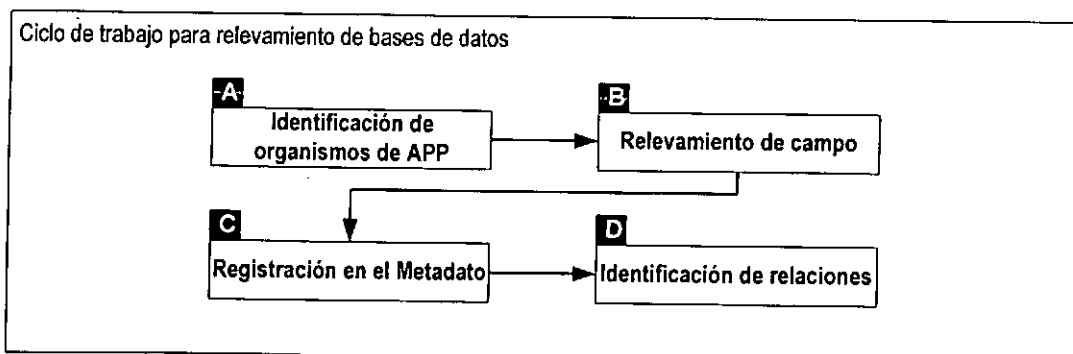 Ciclo de trabajo para relevamiento de bases de datos
A
Identificación de
organismos de APP
B
Relevamiento de campo
C
Registración en el Metadato
D
Identificación de relaciones